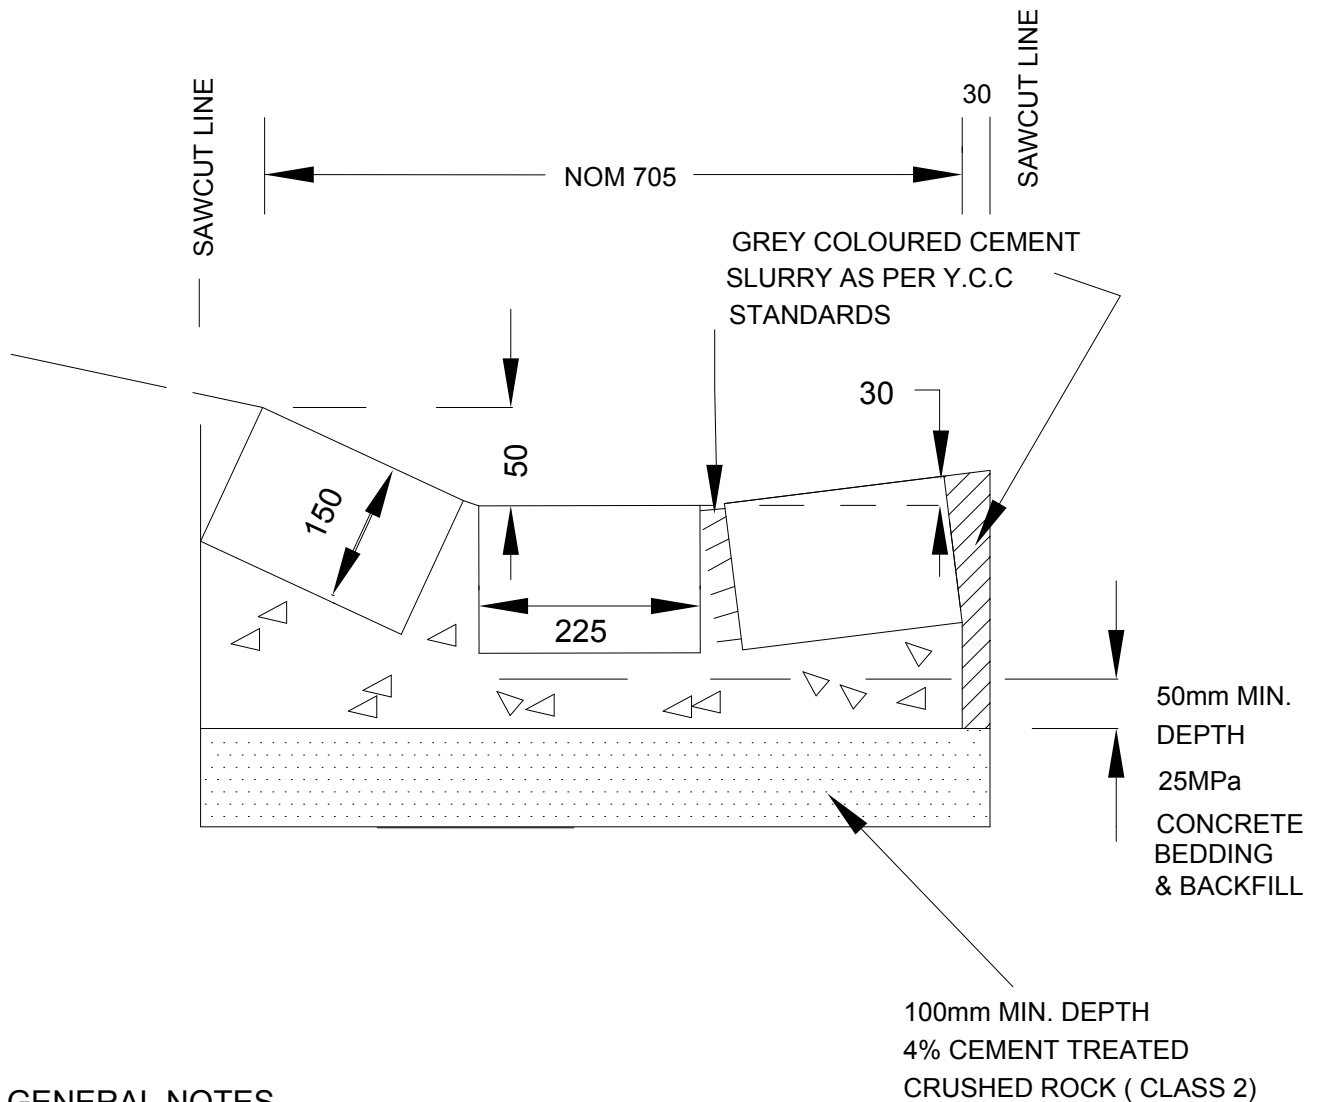 SAWCUT LINE
30
SAWCUT LINE
NOM 705
GREY COLOURED CEMENT
SLURRY AS PER Y.C.C
STANDARDS
30
50
150
225
50mm MIN.
DEPTH
25MPa
CONCRETE
BEDDING
& BACKFILL
100mm MIN. DEPTH
4% CEMENT TREATED
CRUSHED ROCK ( CLASS 2)
GENERAL NOTES